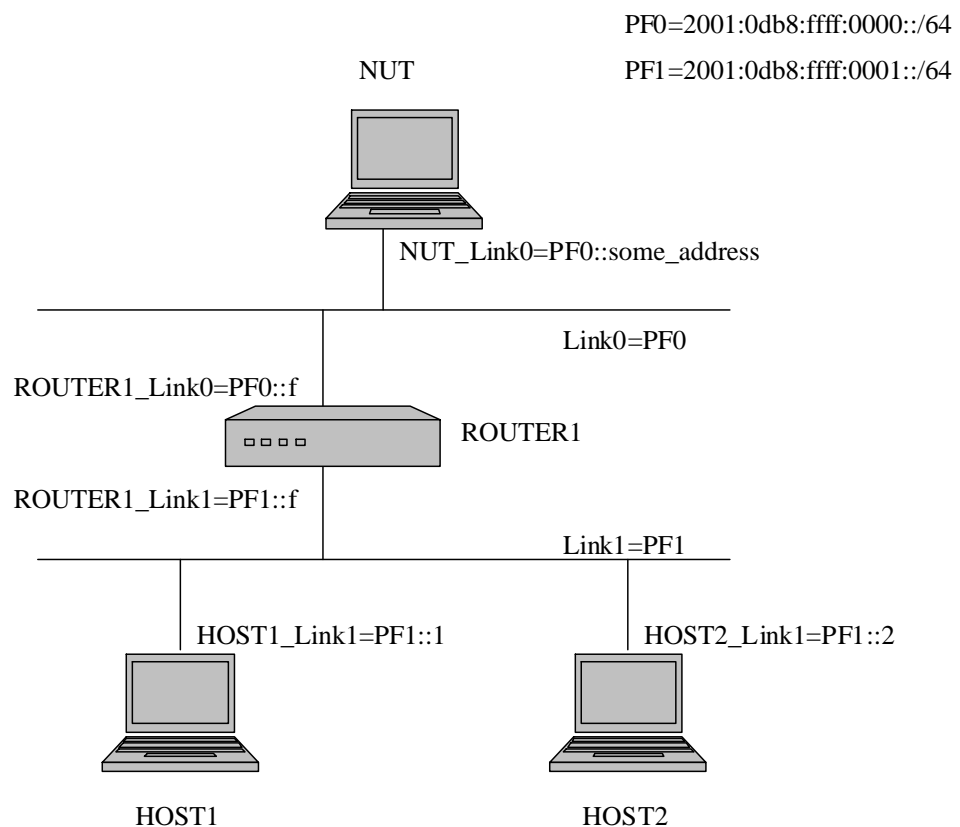 PF0=2001:0db8:ffff:0000::/64
PF1=2001:0db8:ffff:0001::/64
NUT
NUT_Link0=PF0::some_address
Link0=PF0
ROUTER1_Link0=PF0::f
ROUTER1
ROUTER1_Link1=PF1::f
Link1=PF1
HOST1_Link1=PF1::1
HOST2_Link1=PF1::2
HOST1
HOST2